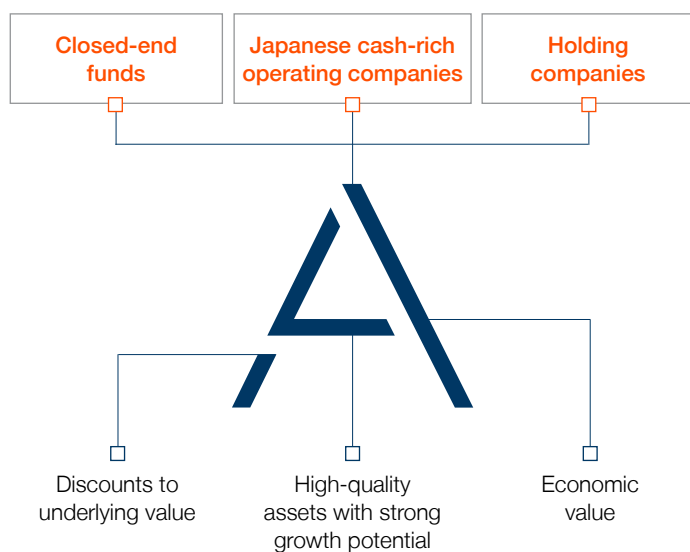 Closed-end
funds
Japanese cash-rich
operating companies
Holding
companies
Discounts to
underlying value
High-quality
assets with strong
growth potential
Economic
value